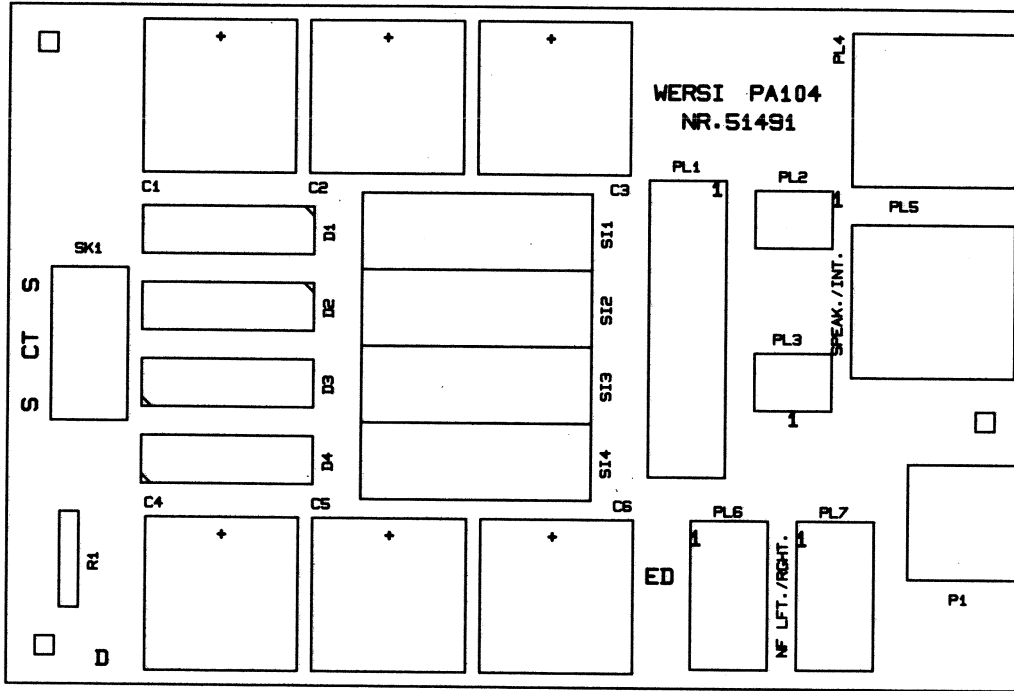 + + +
PL4
WERSI PA104
NR.51491
C1 C2 C3 PL1 PL2
1 1
PL5
D1 SI1
SK1
S CT S
D2 SI2
SPEAK./INT.
D3 SI3 PL3
1
D4 SI4
C4 C5 C6
PL6 PL7
+ + +
1 1
R1
ED
NF LFT./RGHT.
P1
D